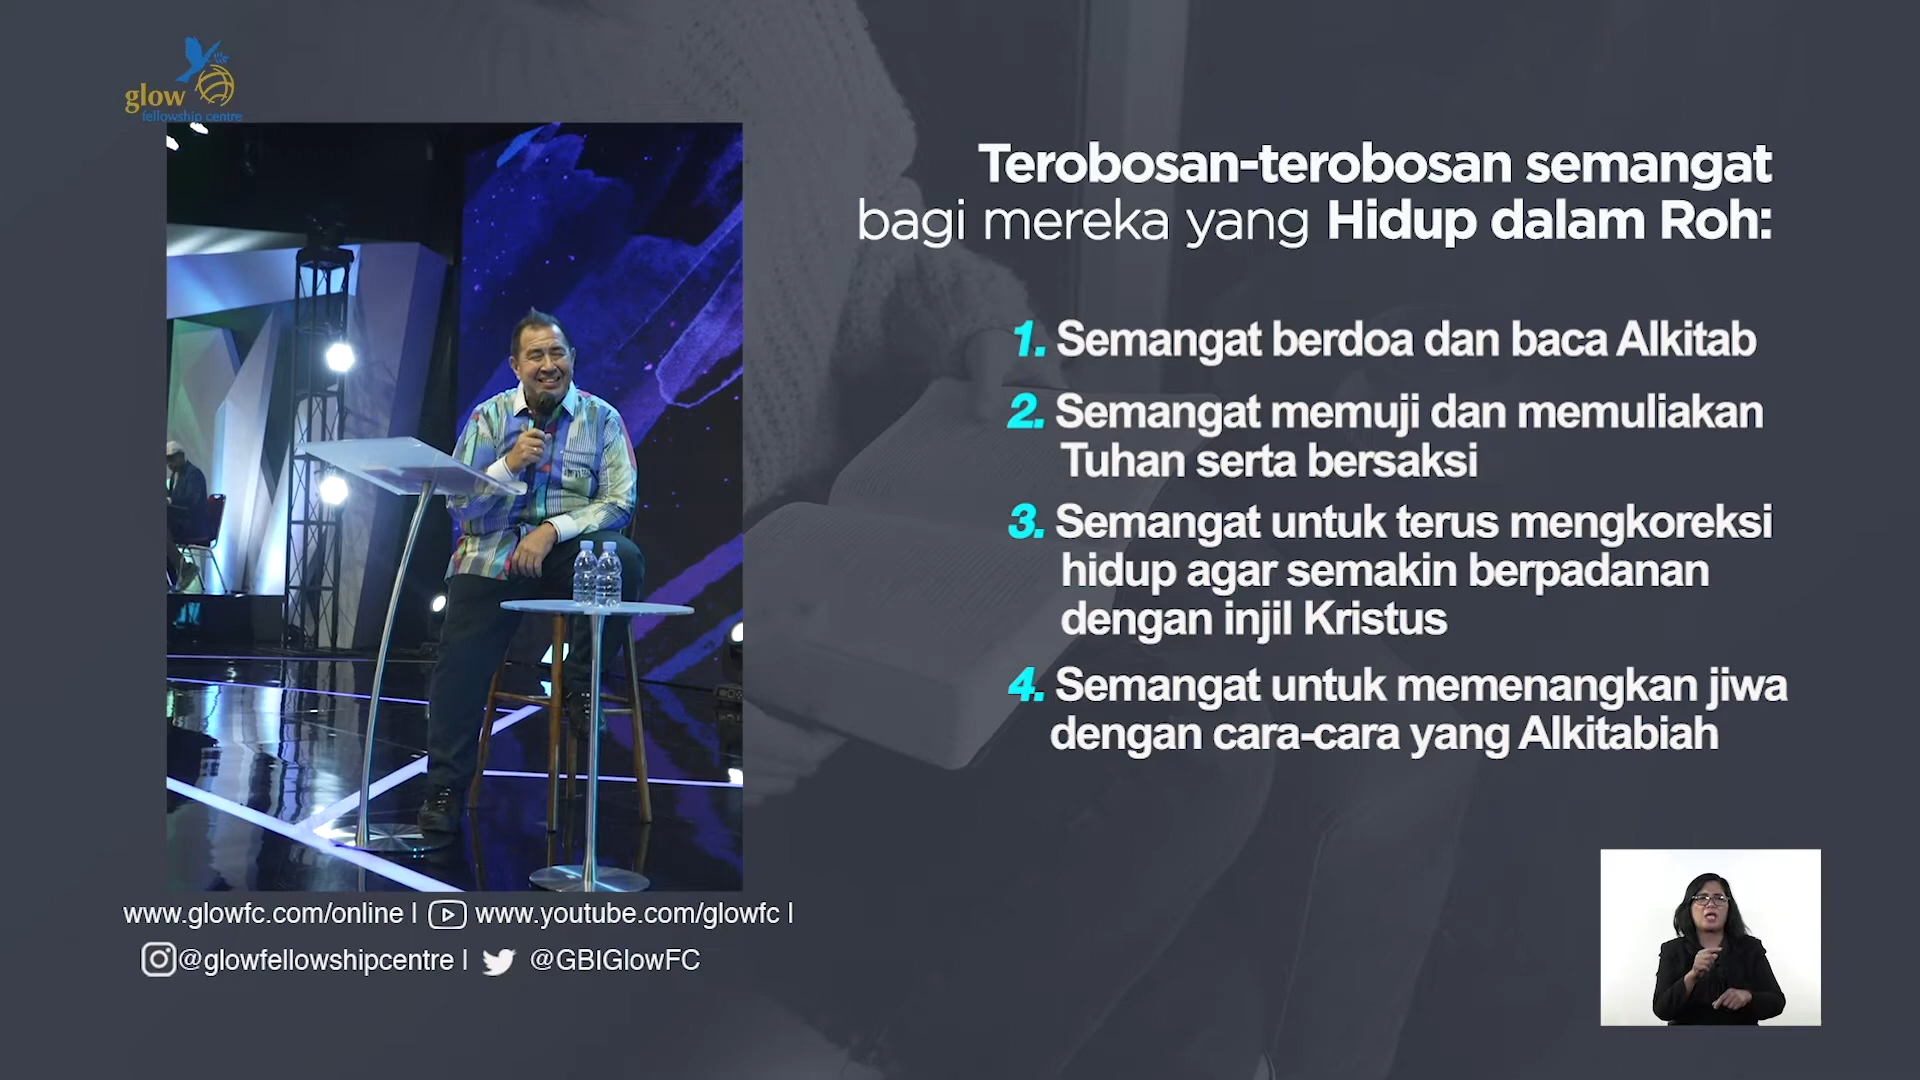 glow
fellowship centre
Terobosan-terobosan semangat
bagi mereka yang Hidup dalam Roh:
1. Semangat berdoa dan baca Alkitab
2. Semangat memuji dan memuliakan
Tuhan serta bersaksi
3. Semangat untuk terus mengkoreksi
hidup agar semakin berpadanan
dengan injil Kristus
4. Semangat untuk memenangkan jiwa
dengan cara-cara yang Alkitabiah
www.glowfc.com/online | www.youtube.com/glowfc |
@glowfellowshipcentre | @GBIGlowFC